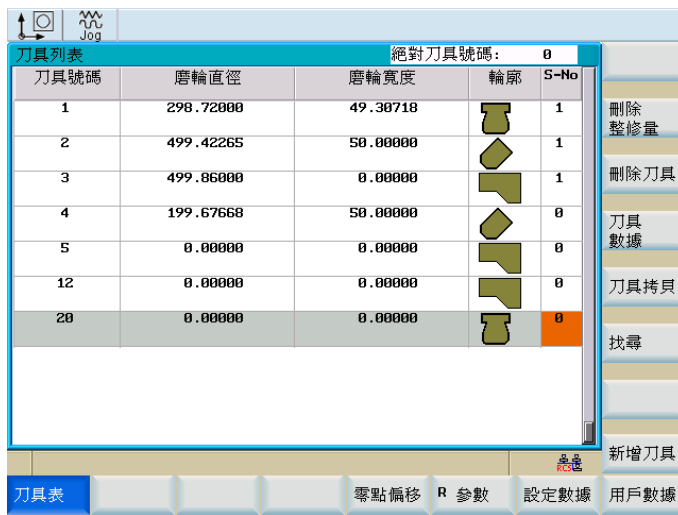 Jog
刀具列表 絕對刀具號碼: 0
刀具號碼 磨輪直徑 磨輪寬度 輪廓 S-No
1 298.72000 49.30718 1
2 499.42265 50.00000 1
3 499.86000 0.00000 1
4 199.67668 50.00000 0
5 0.00000 0.00000 0
12 0.00000 0.00000 0
20 0.00000 0.00000 0
刪除
整修量
刪除刀具
刀具
數據
刀具拷貝
找尋
新增刀具
RCS
刀具表 零點偏移 R 參數 設定數據 用戶數據